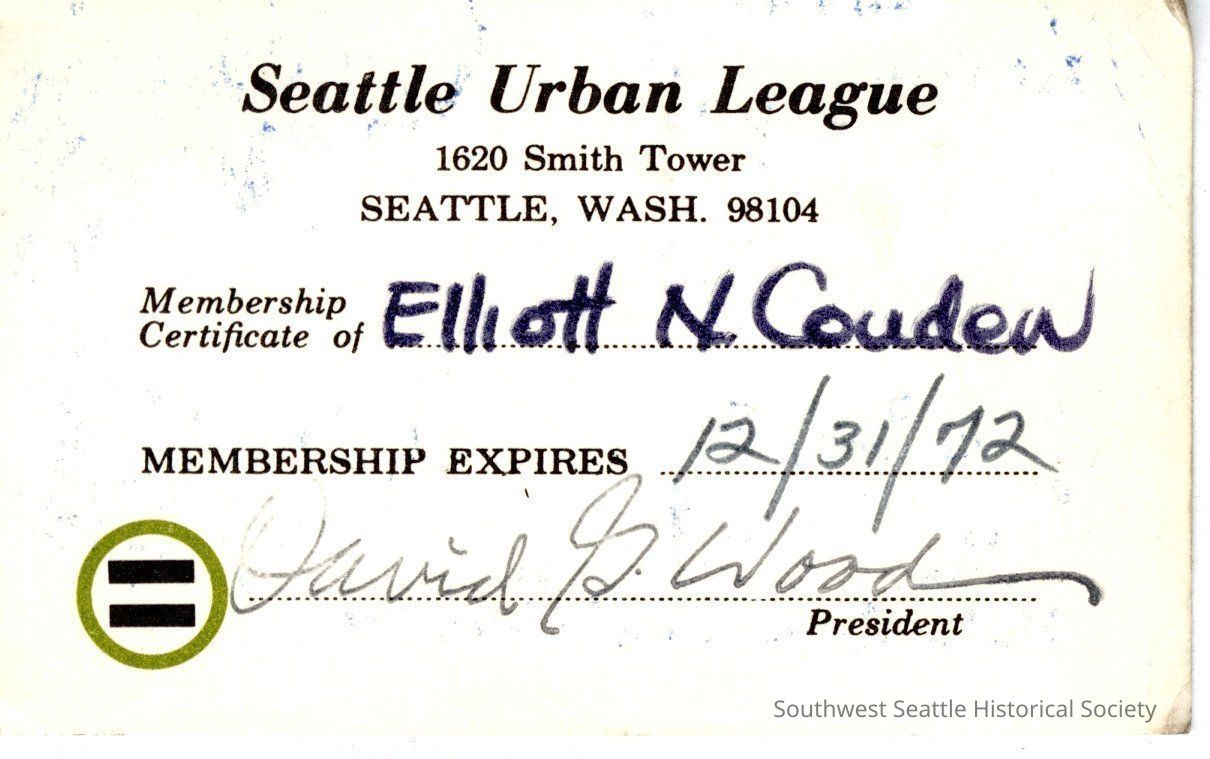 Seattle Urban League
1620 Smith Tower
SEATTLE, WASH. 98104
Membership
Certificate of Elliott N Couden
MEMBERSHIP EXPIRES 12/31/72
David G. Wood
President
Southwest Seattle Historical Society